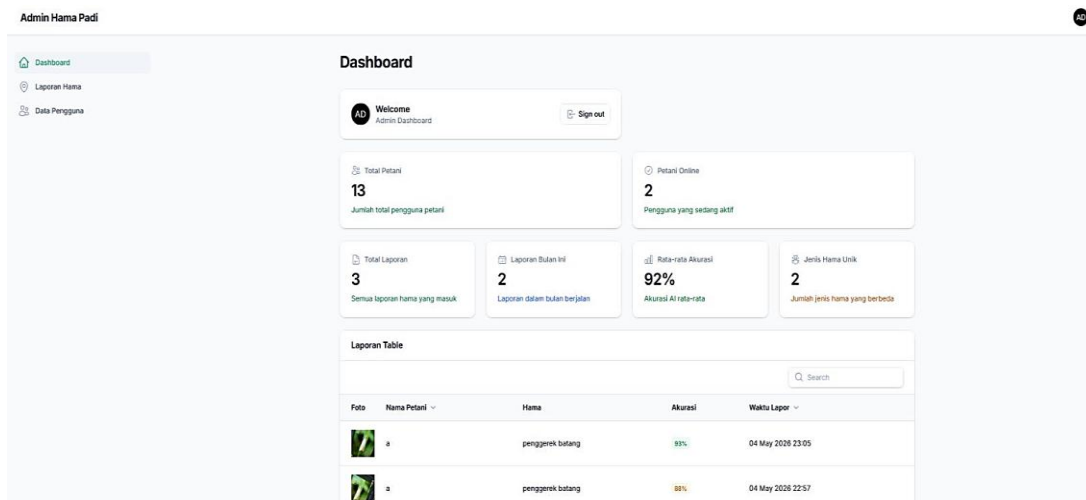 Admin Hama Padi
AD
Dashboard
Laporan Hama
Data Pengguna
Dashboard
AD
Welcome
Admin Dashboard
Sign out
Total Petani
13
Jumlah total pengguna petani
Petani Online
2
Pengguna yang sedang aktif
Total Laporan
3
Semua laporan hama yang masuk
Laporan Bulan Ini
2
Laporan dalam bulan berjalan
Rata-rata Akurasi
92%
Akurasi AI rata-rata
Jenis Hama Unik
2
Jumlah jenis hama yang berbeda
Laporan Table
Search
Foto Nama Petani Hama Akurasi Waktu Lapor
a penggerek batang 93% 04 May 2026 23:05
a penggerek batang 88% 04 May 2026 22:57